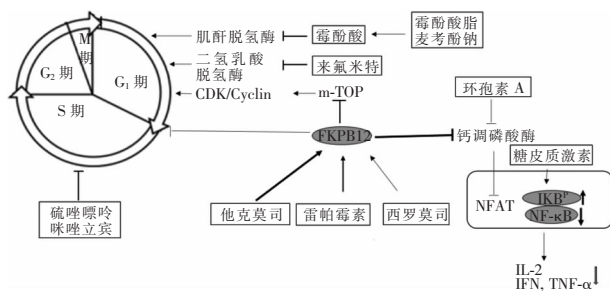 M
期
G₂ 期
G₁ 期
S 期
肌酐脱氢酶
霉酚酸
霉酚酸脂
麦考酚钠
二氢乳酸
脱氢酶
来氟米特
CDK/Cyclin
m-TOP
环孢素 A
FKPB12
钙调磷酸酶
糖皮质激素
硫唑嘌呤
咪唑立宾
他克莫司
雷帕霉素
西罗莫司
NFAT
IKBᵖ
NF-κB
IL-2
IFN, TNF-α